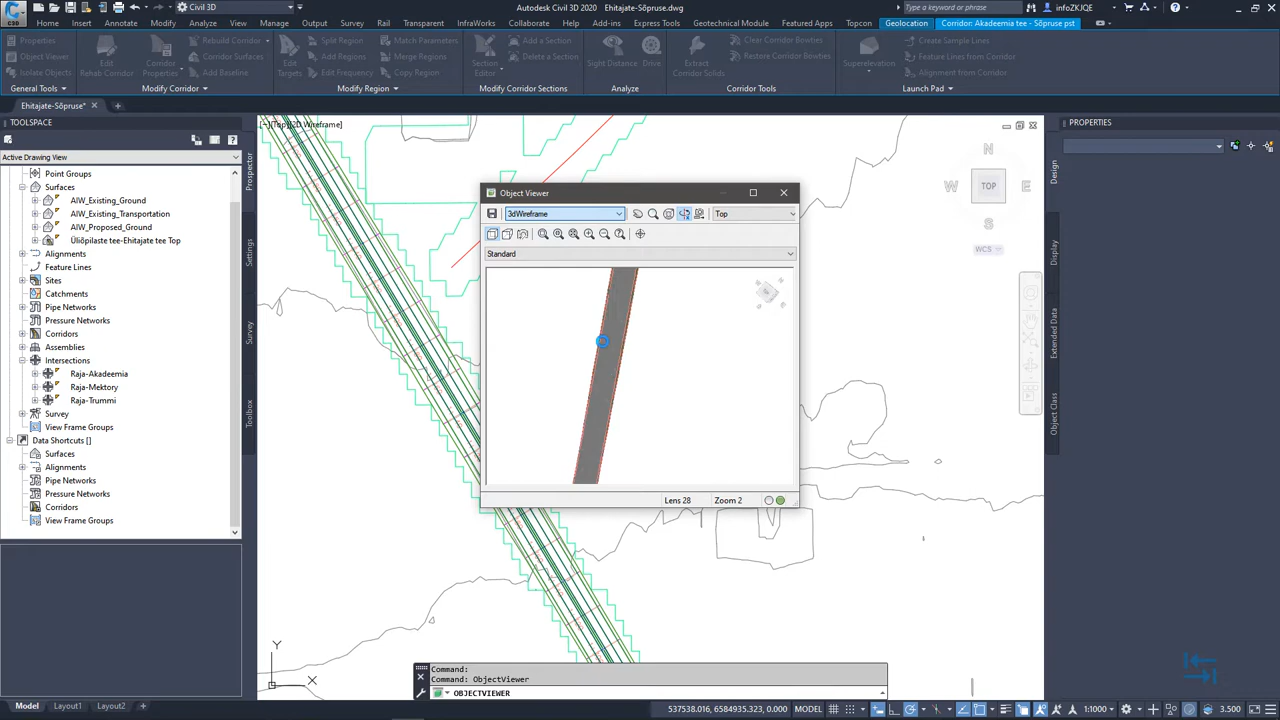 Civil 3D
Autodesk Civil 3D 2020 Ehitajate-Sõpruse.dwg
Type a keyword or phrase
infoZKIQE
C3D
Home Insert Annotate Modify Analyze View Manage Output Survey Rail Transparent InfraWorks Collaborate Help Add-ins Express Tools Geotechnical Module Featured Apps Topcon Geolocation Corridor: Akadeemia tee - Sõpruse pst
Properties
Object Viewer
Isolate Objects
General Tools
Edit Rehab Corridor
Corridor Properties
Rebuild Corridor
Corridor Surfaces
Add Baseline
Modify Corridor
Edit Targets
Split Region
Add Regions
Edit Frequency
Match Parameters
Merge Regions
Copy Region
Modify Region
Section Editor
Add a Section
Delete a Section
Modify Corridor Sections
Sight Distance
Drive
Analyze
Extract Corridor Solids
Clear Corridor Bowties
Restore Corridor Bowties
Corridor Tools
Superelevation
Create Sample Lines
Feature Lines from Corridor
Alignment from Corridor
Launch Pad
Ehitajate-Sõpruse*
TOOLSPACE
Active Drawing View
Point Groups
Surfaces
AIW_Existing_Ground
AIW_Existing_Transportation
AIW_Proposed_Ground
Üliõpilaste tee-Ehitajate tee Top
Alignments
Feature Lines
Sites
Catchments
Pipe Networks
Pressure Networks
Corridors
Assemblies
Intersections
Raja-Akadeemia
Raja-Mektory
Raja-Trummi
Survey
View Frame Groups
Data Shortcuts []
Surfaces
Alignments
Pipe Networks
Pressure Networks
Corridors
View Frame Groups
Prospector
Settings
Survey
Toolbox
[−][Top][2D Wireframe]
Object Viewer
3dWireframe
Top
Standard
Lens 28
Zoom 2
N
W TOP E
S
WCS
PROPERTIES
Design
Display
Extended Data
Object Class
Y
X
Command:
Command: ObjectViewer
OBJECTVIEWER
Model Layout1 Layout2 +
537538.016, 6584935.323, 0.000 MODEL
1:1000
3.500